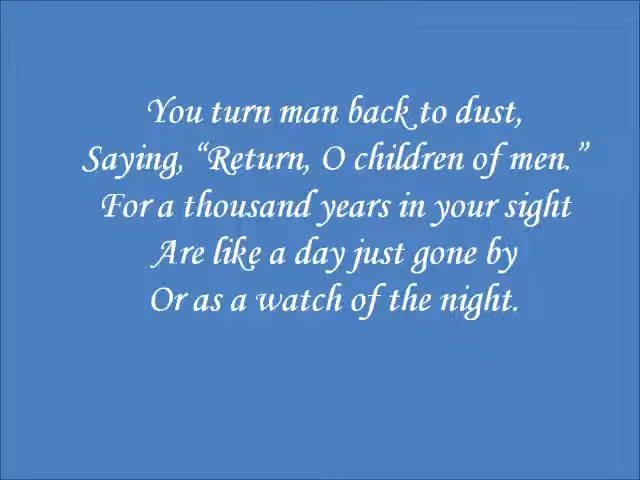 You turn man back to dust,
Saying, “Return, O children of men.”
For a thousand years in your sight
Are like a day just gone by
Or as a watch of the night.